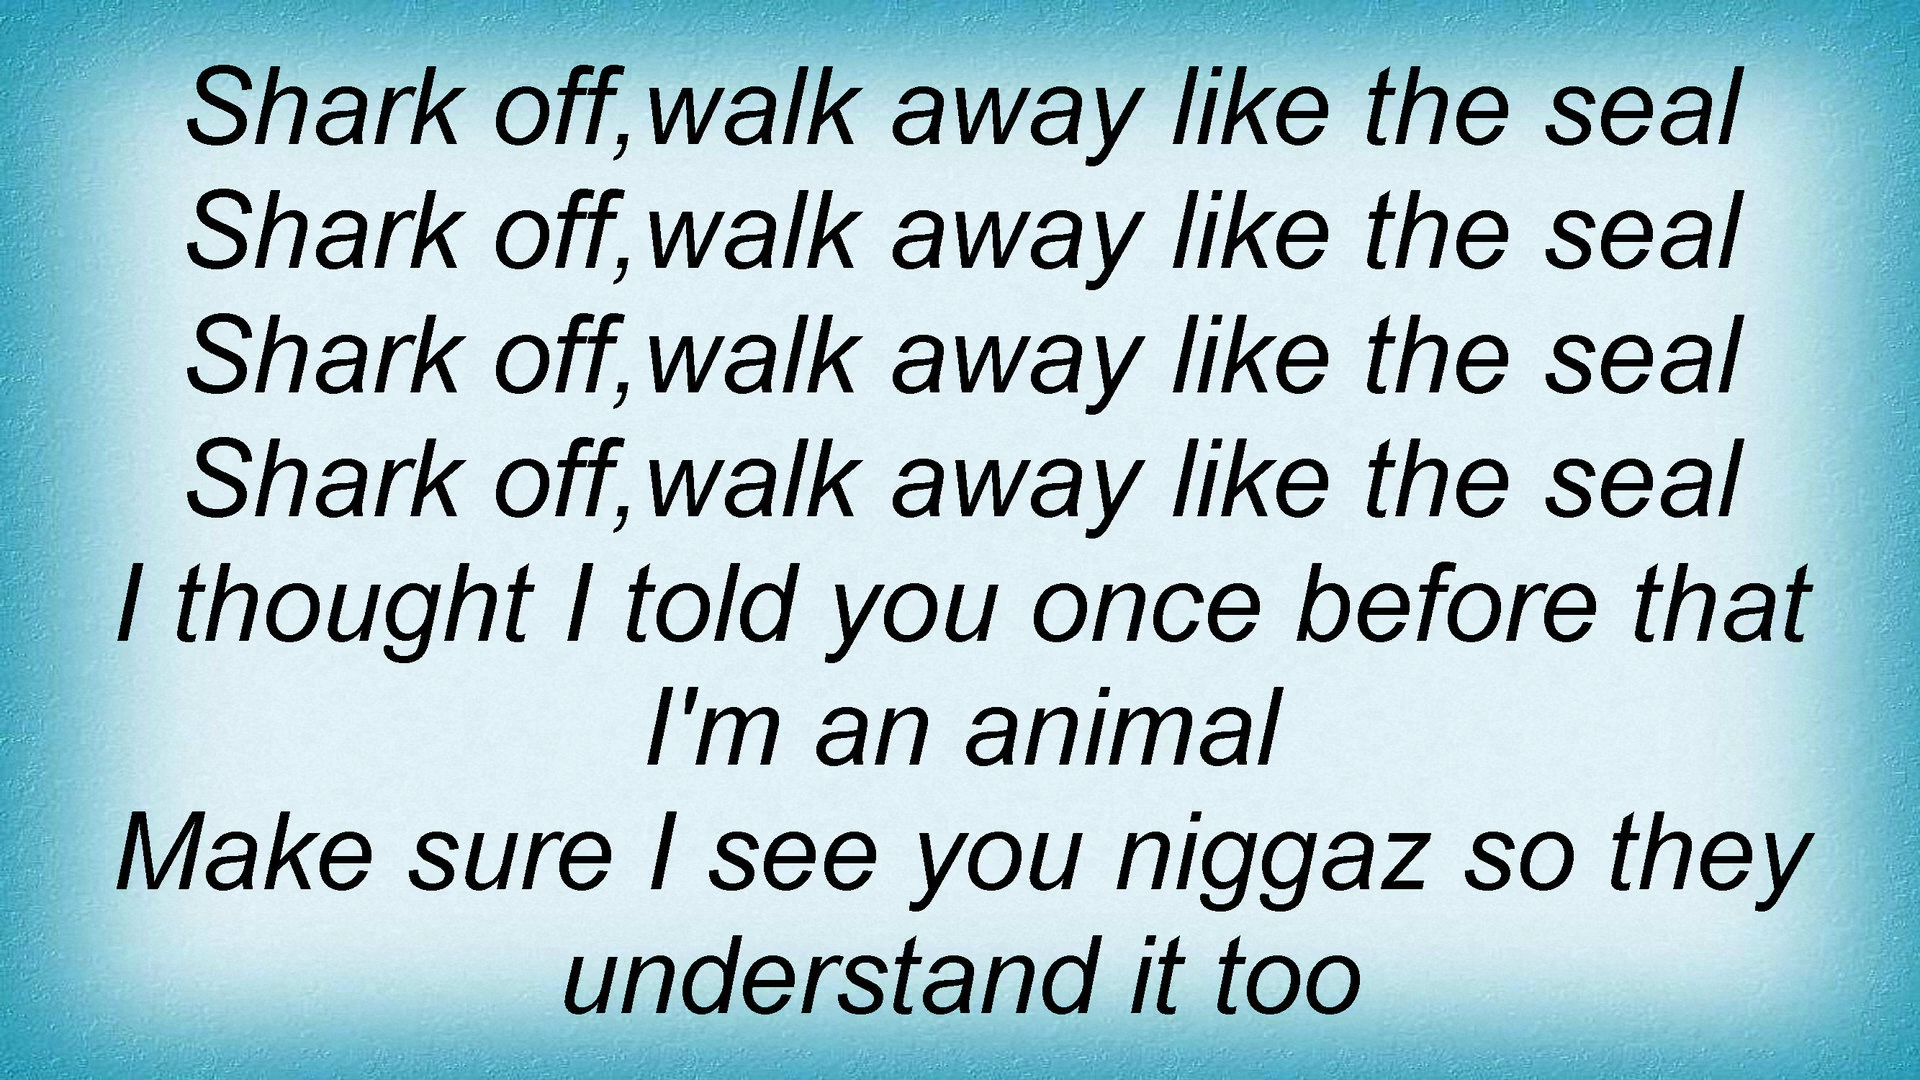 Shark off,walk away like the seal
Shark off,walk away like the seal
Shark off,walk away like the seal
Shark off,walk away like the seal
I thought I told you once before that
I'm an animal
Make sure I see you niggaz so they
understand it too